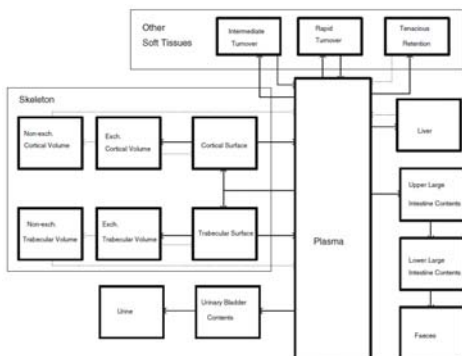 Other
Soft Tissues
Intermediate
Turnover
Rapid
Turnover
Tenacious
Retention
Skeleton
Non-exch.
Cortical Volume
Exch.
Cortical Volume
Cortical Surface
Liver
Upper Large
Intestine Contents
Non-exch.
Trabecular Volume
Exch.
Trabecular Volume
Trabecular Surface
Plasma
Lower Large
Intestine Contents
Urine
Urinary Bladder
Contents
Faeces